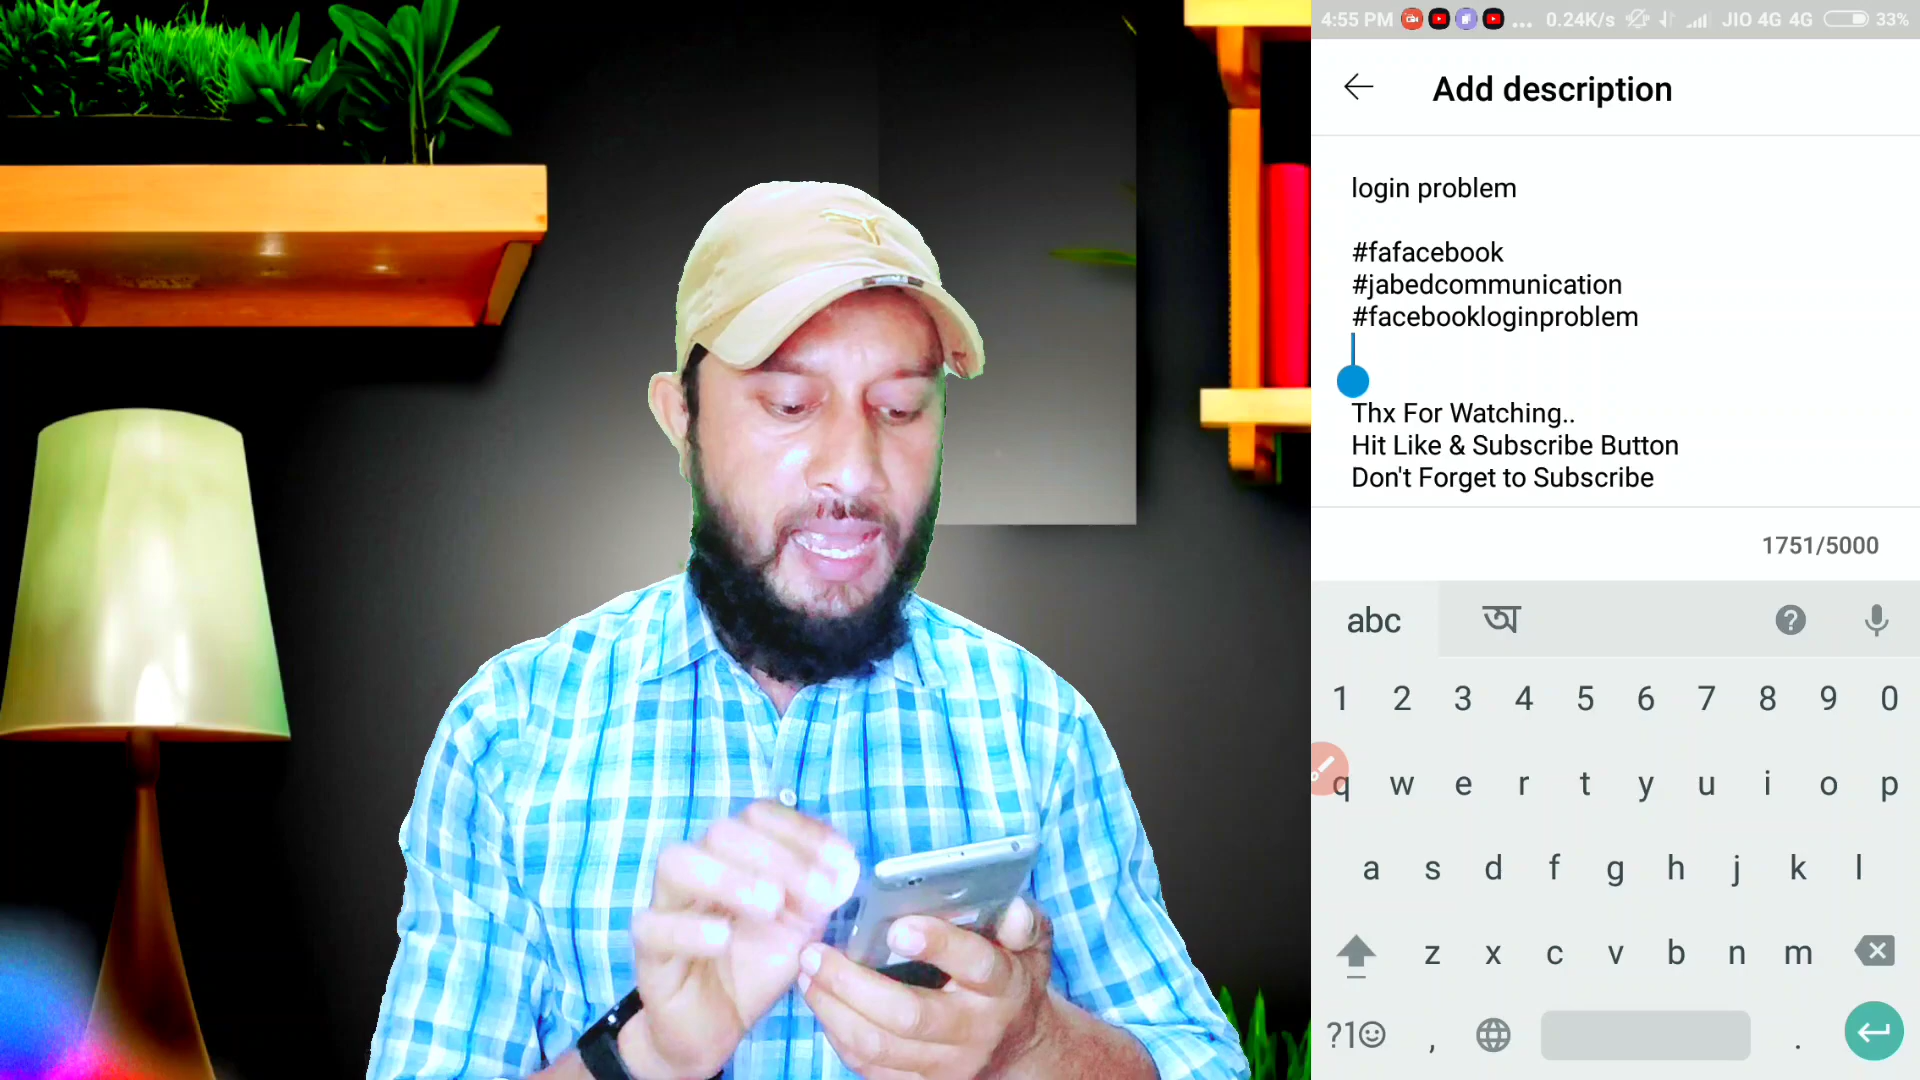 4:55 PM ... 0.24K/s JIO 4G 4G 33%
Add description
login problem
#fafacebook
#jabedcommunication
#facebookloginproblem
Thx For Watching..
Hit Like & Subscribe Button
Don't Forget to Subscribe
1751/5000
abc অ ?
1 2 3 4 5 6 7 8 9 0
q w e r t y u i o p
a s d f g h j k l
z x c v b n m
?1☺ , .